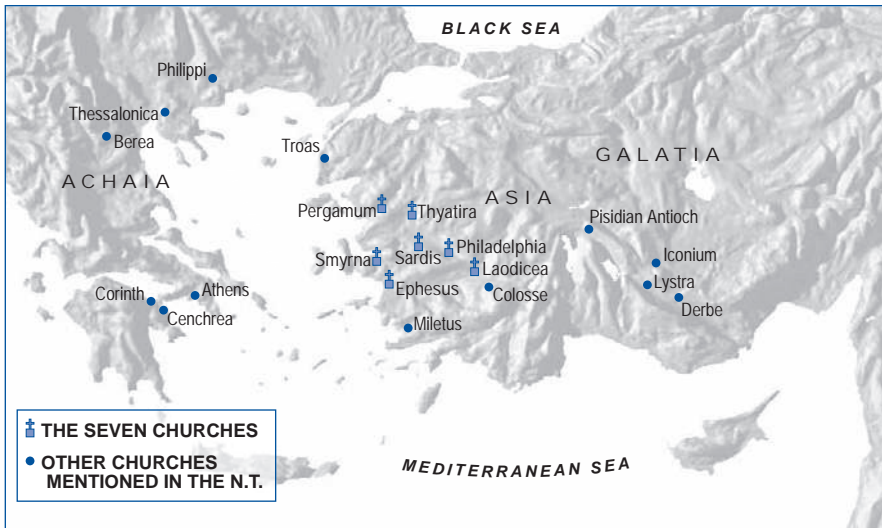 BLACK SEA
Philippi
Thessalonica
Berea
Troas
GALATIA
ACHAIA
ASIA
Pergamum
Thyatira
Pisidian Antioch
Smyrna
Sardis
Philadelphia
Iconium
Laodicea
Lystra
Ephesus
Colosse
Corinth
Athens
Derbe
Cenchrea
Miletus
THE SEVEN CHURCHES
OTHER CHURCHES
MENTIONED IN THE N.T.
MEDITERRANEAN SEA